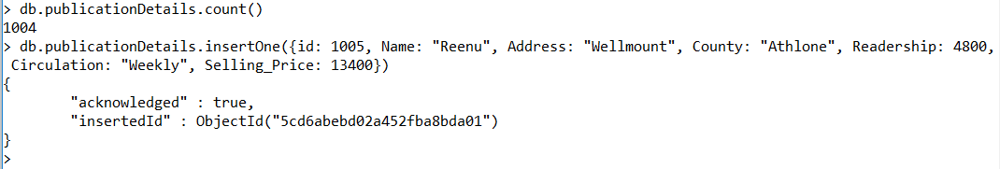 > db.publicationDetails.count()
1004
> db.publicationDetails.insertOne({id: 1005, Name: "Reenu", Address: "Wellmount", County: "Athlone", Readership: 4800,
 Circulation: "Weekly", Selling_Price: 13400})
{
        "acknowledged" : true,
        "insertedId" : ObjectId("5cd6abebd02a452fba8bda01")
}
>